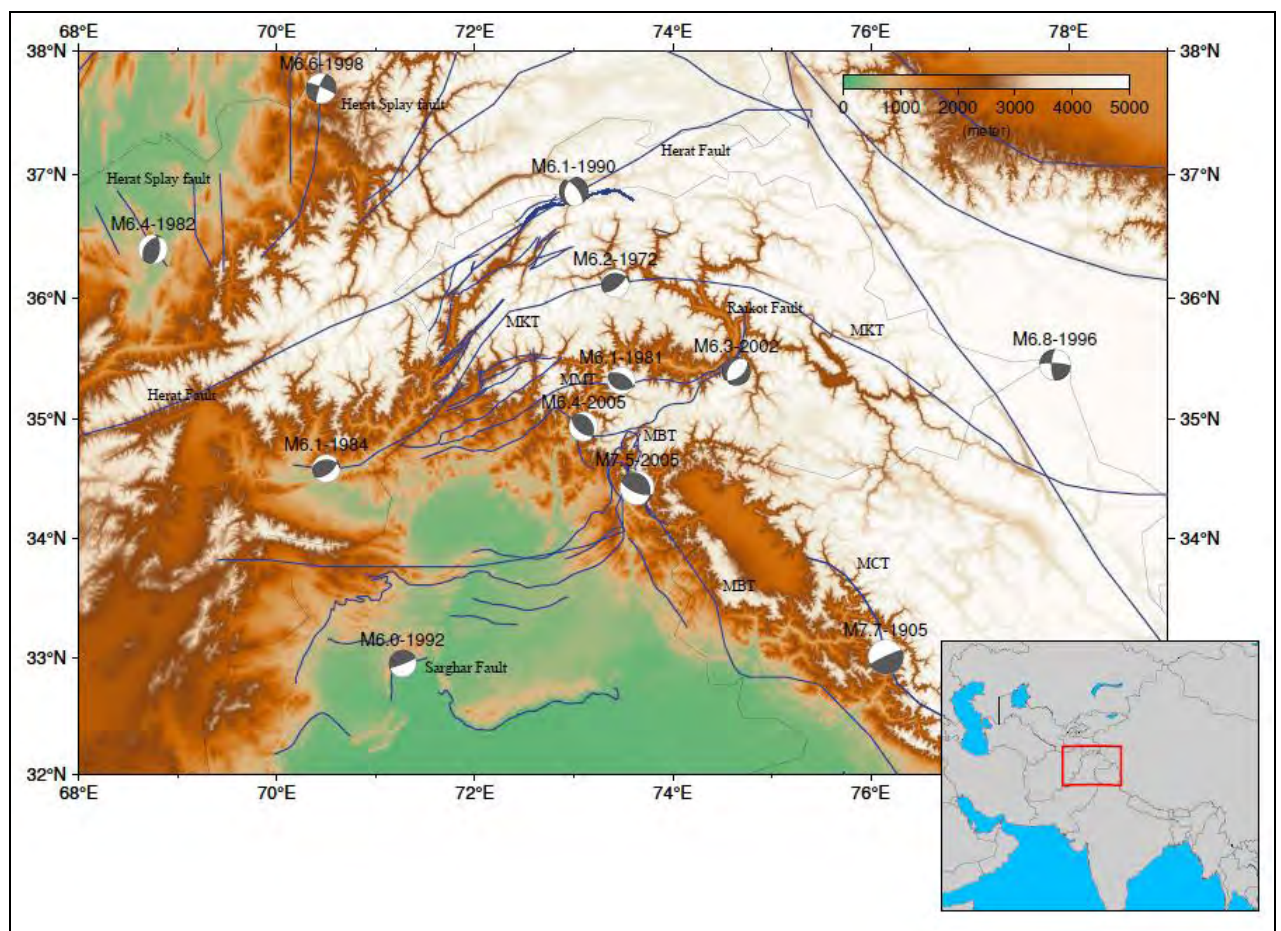 68°E 70°E 72°E 74°E 76°E 78°E
38°N 38°N
M6.6-1998
Herat Splay fault
0 1000 2000 3000 4000 5000
(meter)
Herat Fault
M6.1-1990
37°N 37°N
Herat Splay fault
M6.4-1982
M6.2-1972
36°N 36°N
Raikot Fault
MKT
MKT
M6.8-1996
M6.3-2002
M6.1-1981
MMT
Herat Fault
M6.4-2005
35°N 35°N
MBT
M6.1-1984
M7.5-2005
34°N 34°N
MCT
MBT
M7.7-1905
M6.0-1992
33°N
Sarghar Fault
32°N
68°E 70°E 72°E 74°E 76°E